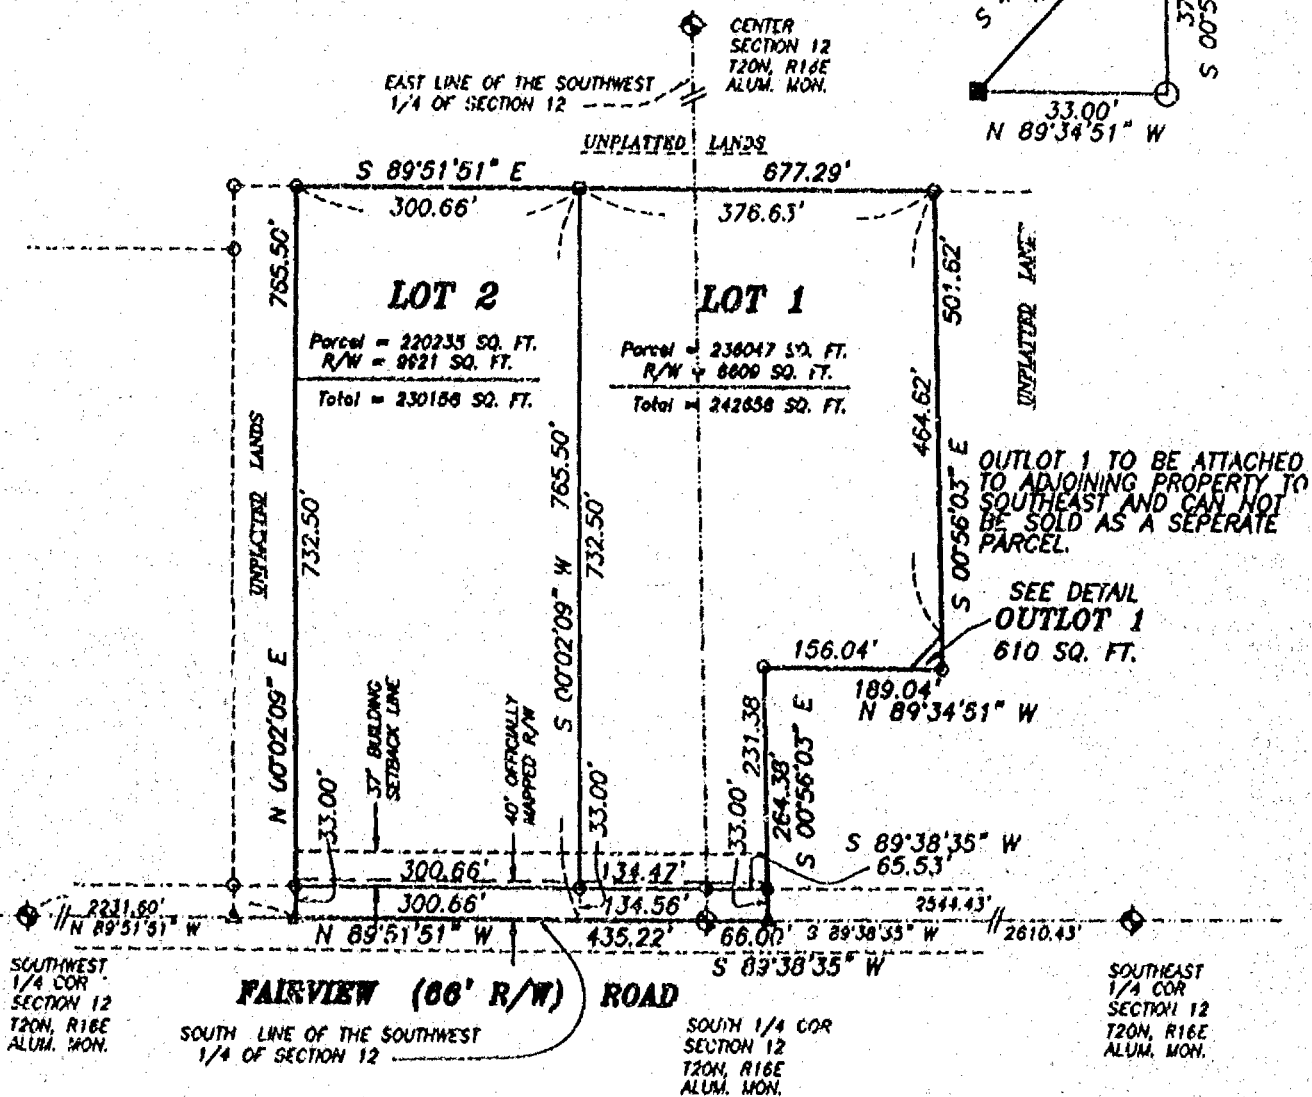 CENTER
SECTION 12
T20N, R16E
ALUM. MON.
EAST LINE OF THE SOUTHWEST
1/4 OF SECTION 12
UNPLATTED LANDS
33.00'
N 89°34'51" W
S 89°51'51" E
677.29'
300.66'
376.63'
765.50'
501.62'
LOT 2
Parcel = 220235 SQ. FT.
R/W = 9921 SQ. FT.
Total = 230156 SQ. FT.
LOT 1
Parcel = 236047 SQ. FT.
R/W = 6609 SQ. FT.
Total = 242656 SQ. FT.
UNPLATTED LANDS
UNPLATTED LANDS
732.50'
765.50'
732.50'
464.62'
S 00°56'03" E
OUTLOT 1 TO BE ATTACHED
TO ADJOINING PROPERTY TO
SOUTHEAST AND CAN NOT
BE SOLD AS A SEPERATE
PARCEL.
SEE DETAIL
OUTLOT 1
610 SQ. FT.
156.04'
189.04'
N 89°34'51" W
N 00°02'09" E
S 00°02'09" W
37' BUILDING
SETBACK LINE
40' OFFICIALLY
MAPPED R/W
231.38
264.38'
S 00°56'03" E
33.00'
33.00'
33.00'
S 89°38'35" W
65.53'
300.66'
134.47'
2231.60'
N 89°51'51" W
300.66'
134.56'
2544.43'
N 89°51'51" W
435.22'
66.00'
S 89°38'35" W
2610.43'
S 89°38'35" W
SOUTHWEST
1/4 COR
SECTION 12
T20N, R16E
ALUM. MON.
FAIRVIEW (66' R/W) ROAD
SOUTH LINE OF THE SOUTHWEST
1/4 OF SECTION 12
SOUTH 1/4 COR
SECTION 12
T20N, R16E
ALUM. MON.
SOUTHEAST
1/4 COR
SECTION 12
T20N, R16E
ALUM. MON.